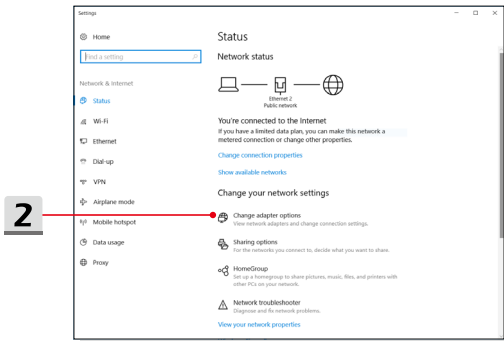 Settings
Home
Find a setting
Network & Internet
Status
Wi-Fi
Ethernet
Dial-up
VPN
Airplane mode
Mobile hotspot
Data usage
Proxy
2
Status
Network status
Ethernet 2
Public network
You're connected to the Internet
If you have a limited data plan, you can make this network a
metered connection or change other properties.
Change connection properties
Show available networks
Change your network settings
Change adapter options
View network adapters and change connection settings.
Sharing options
For the networks you connect to, decide what you want to share.
HomeGroup
Set up a homegroup to share pictures, music, files, and printers with
other PCs on your network.
Network troubleshooter
Diagnose and fix network problems.
View your network properties